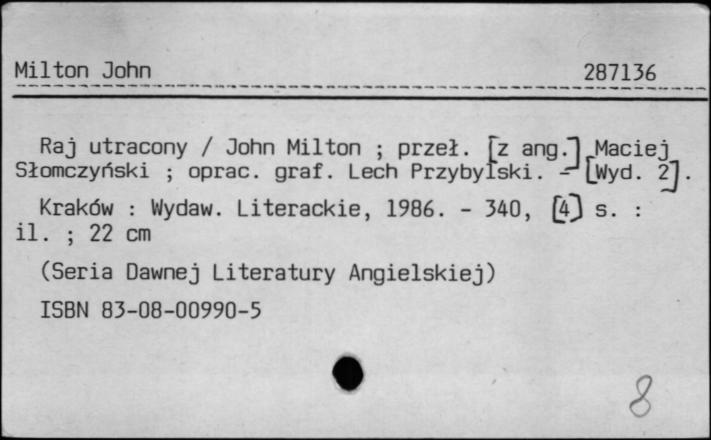 Milton John 287136
Raj utracony / John Milton ; przeł. [z ang.] Maciej
Słomczyński ; oprac. graf. Lech Przybylski. - [Wyd. 2].
Kraków : Wydaw. Literackie, 1986. - 340, [4] s. :
il. ; 22 cm
(Seria Dawnej Literatury Angielskiej)
ISBN 83-08-00990-5
8